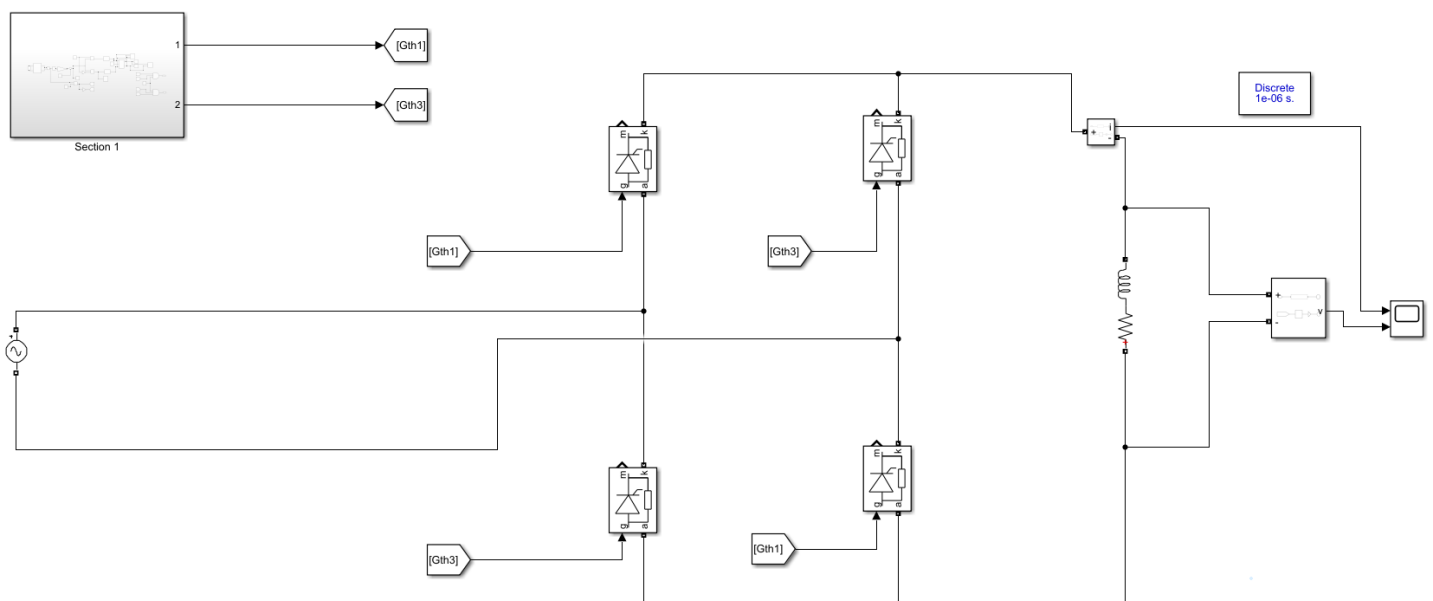 1
[Gth1]
2
[Gth3]
Section 1
Discrete
1e-06 s.
m
k
g
a
m
k
g
a
+
i
-
[Gth1]
[Gth3]
+
+
-
v
+
m
k
g
a
m
k
g
a
[Gth3]
[Gth1]